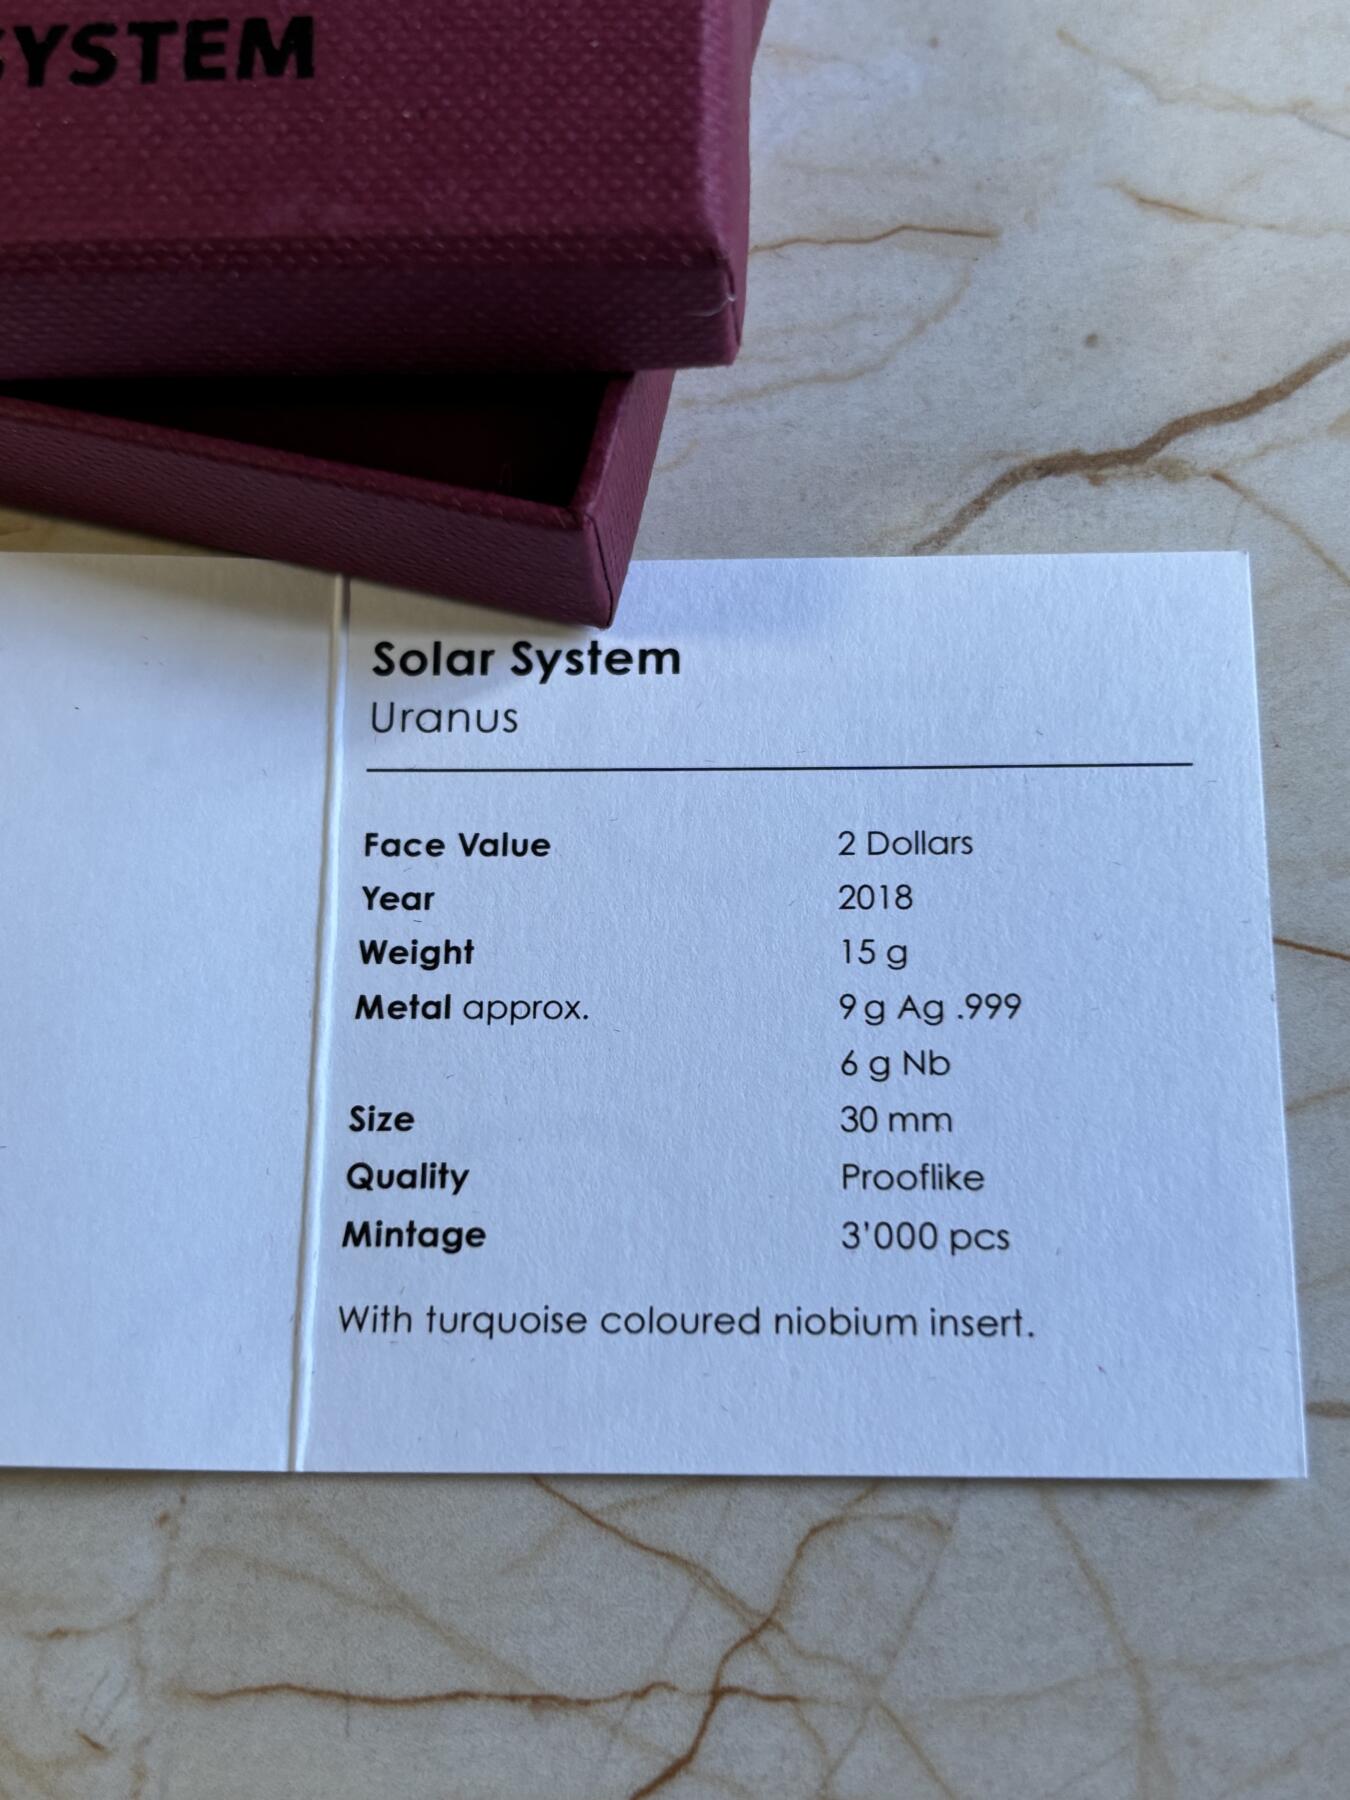 SYSTEM
Solar System
Uranus
Face Value 2 Dollars
Year 2018
Weight 15 g
Metal approx. 9 g Ag .999
6 g Nb
Size 30 mm
Quality Prooflike
Mintage 3'000 pcs
With turquoise coloured niobium insert.